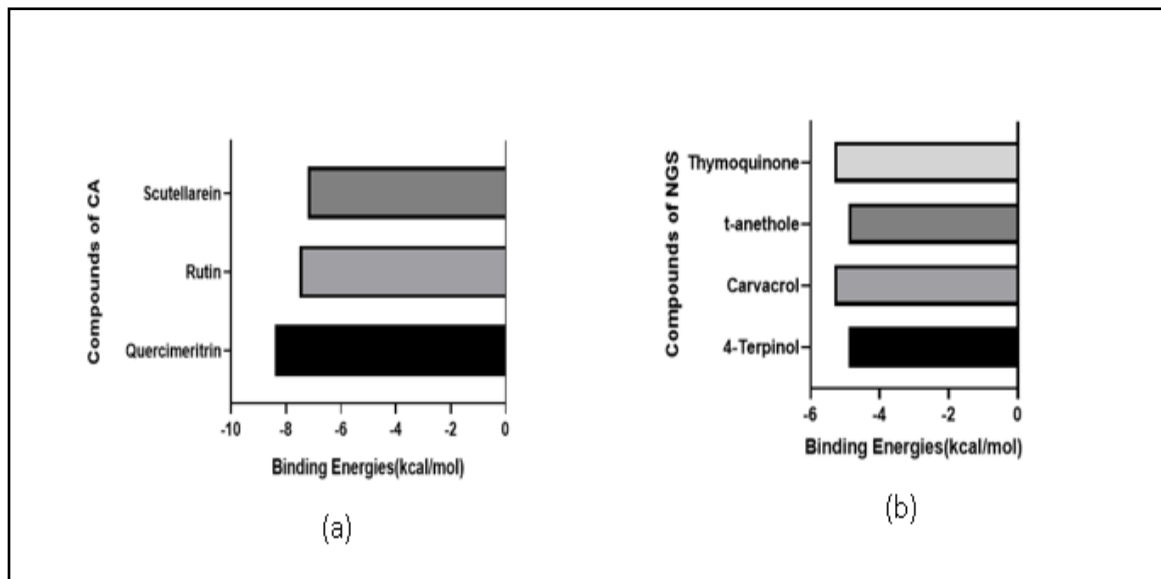 Compounds of CA
Scutellarein
Rutin
Quercimeritrin
-10 -8 -6 -4 -2 0
Binding Energies(kcal/mol)
(a)
Compounds of NGS
Thymoquinone
t-anethole
Carvacrol
4-Terpinol
-6 -4 -2 0
Binding Energies(kcal/mol)
(b)